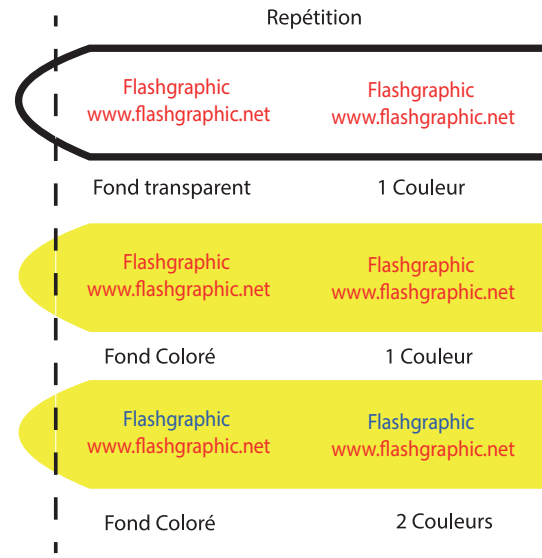 Repétition
Flashgraphic Flashgraphic
www.flashgraphic.net www.flashgraphic.net
Fond transparent 1 Couleur
Flashgraphic Flashgraphic
www.flashgraphic.net www.flashgraphic.net
Fond Coloré 1 Couleur
Flashgraphic Flashgraphic
www.flashgraphic.net www.flashgraphic.net
Fond Coloré 2 Couleurs